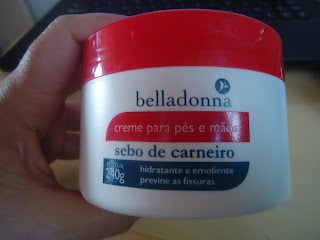 belladonna
creme para pés e mãos
sebo de carneiro
240g
hidratante e emoliente
previne as fissuras